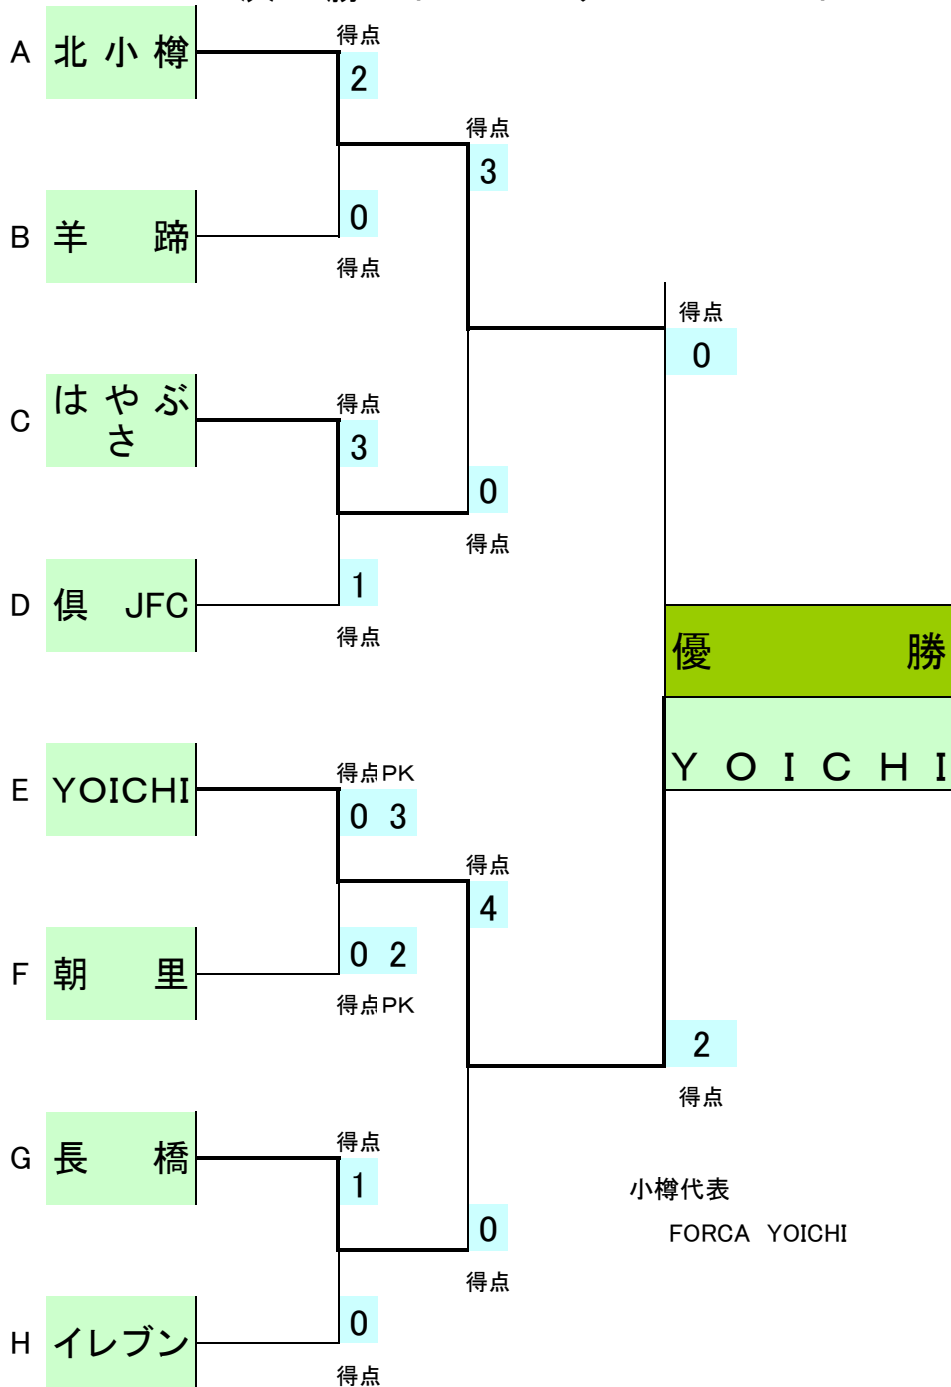 得点
A 北小樽
2
得点
3
B 羊蹄
0
得点
得点
0
C はやぶ
さ
得点
3
0
得点
D 倶 JFC
1
得点
優勝
YOICHI
E YOICHI
得点PK
0 3
得点
4
F 朝里
0 2
得点PK
2
得点
G 長橋
得点
1
小樽代表
0
FORCA YOICHI
得点
H イレブン
0
得点